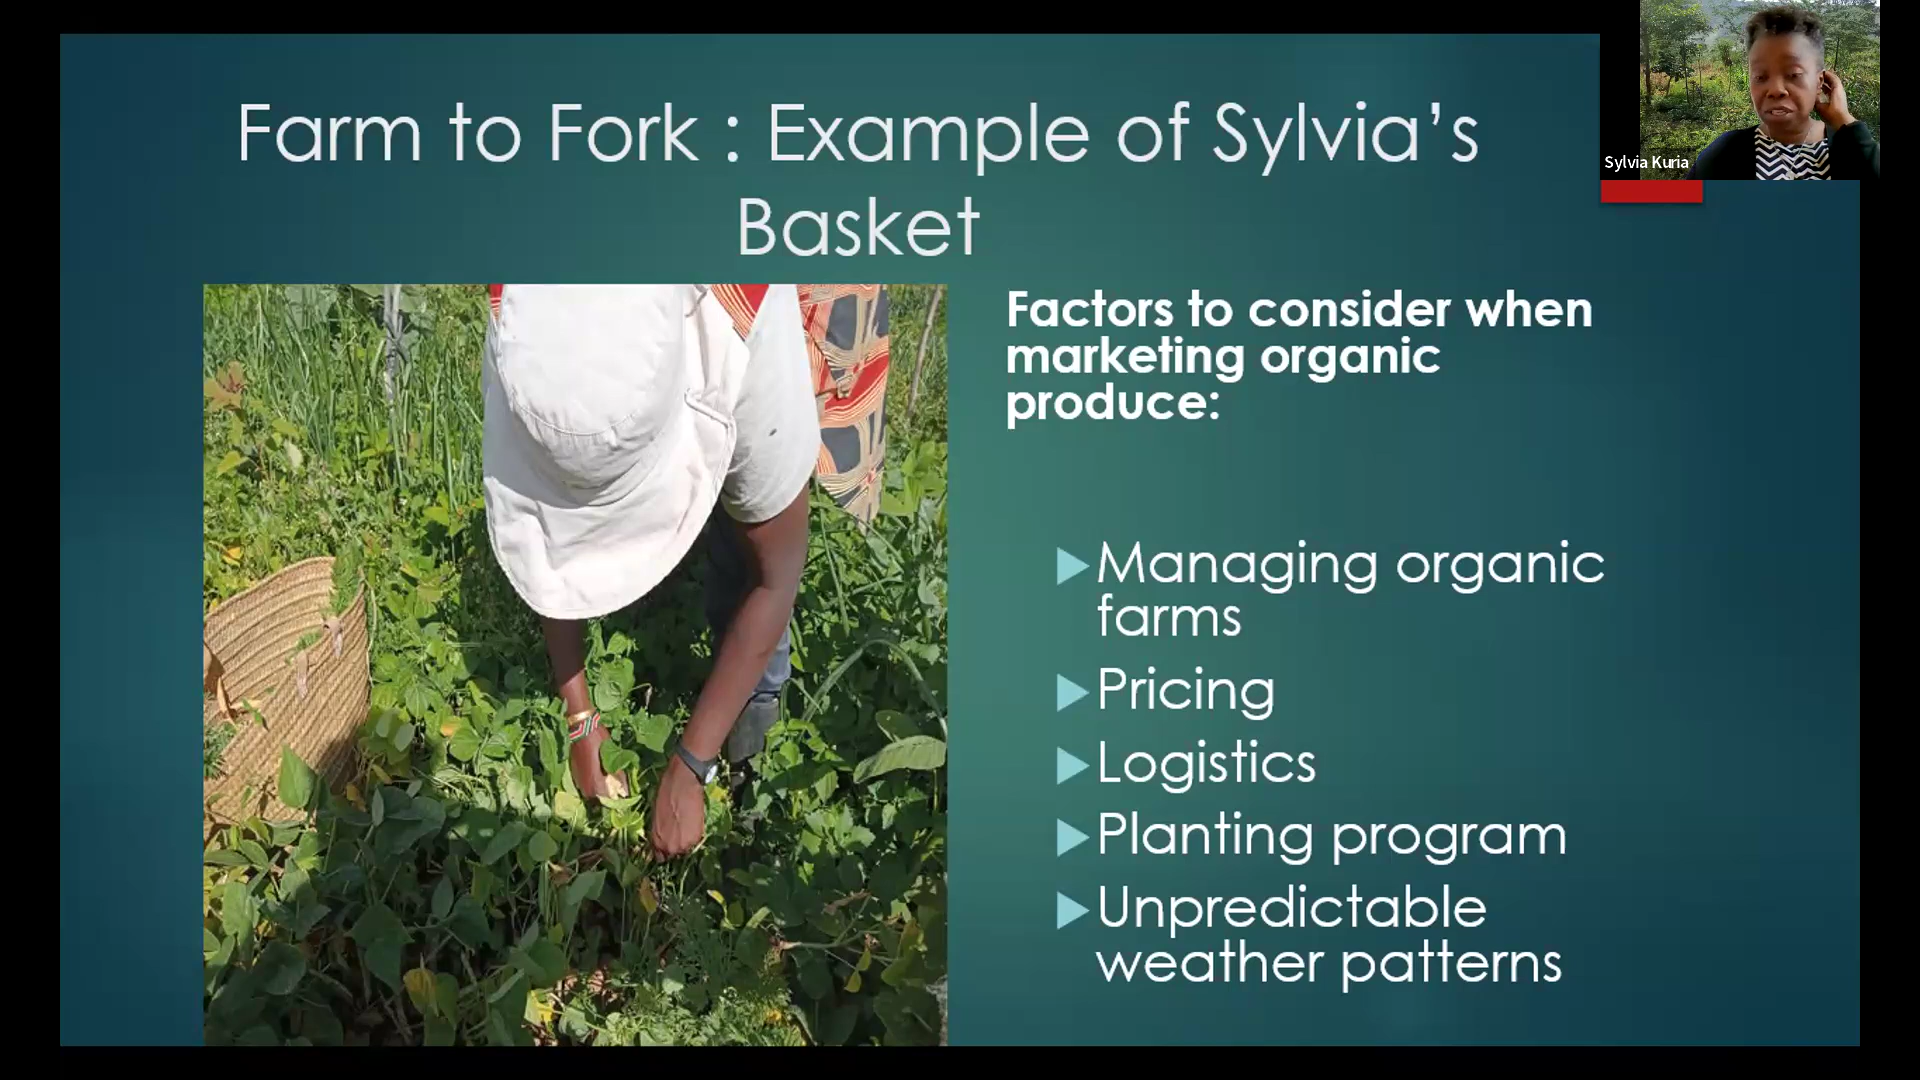 Farm to Fork : Example of Sylvia’s
Basket
Sylvia Kuria
Factors to consider when
marketing organic
produce:
Managing organic
farms
Pricing
Logistics
Planting program
Unpredictable
weather patterns